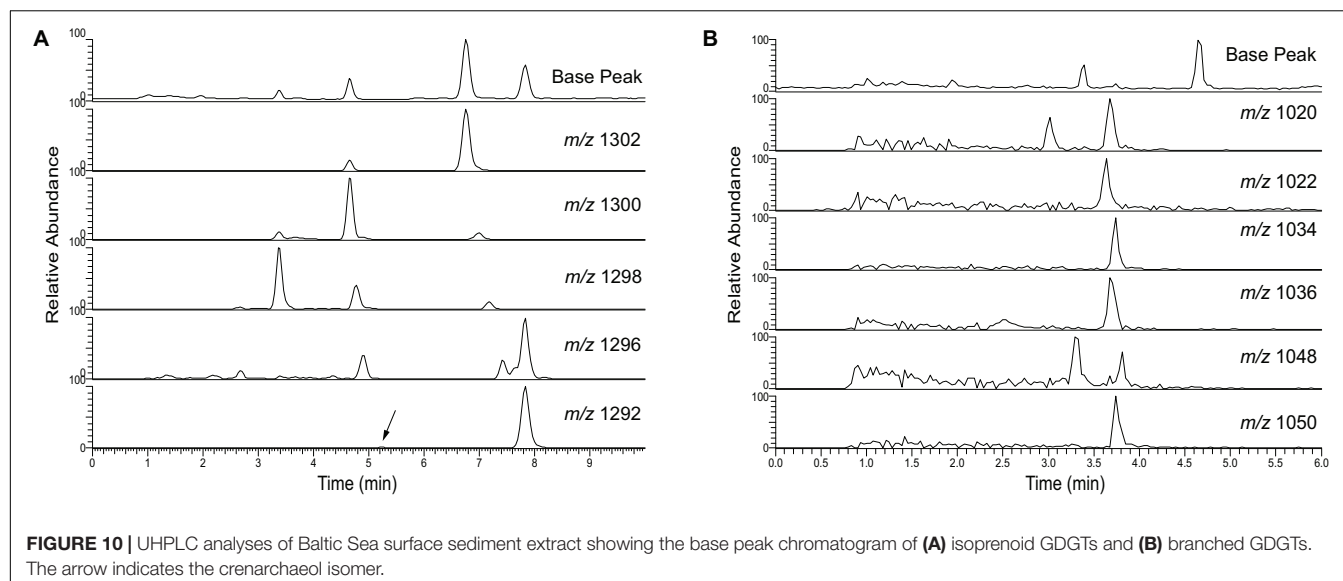 A
100
Base Peak
100
m/z 1302
0
100
m/z 1300
0
100
m/z 1298
0
100
m/z 1296
0
100
m/z 1292
0
Relative Abundance
0 1 2 3 4 5 6 7 8 9
Time (min)
B
100
Base Peak
0
100
m/z 1020
0
100
m/z 1022
0
100
m/z 1034
0
100
m/z 1036
0
100
m/z 1048
0
100
m/z 1050
0
Relative Abundance
0.0 0.5 1.0 1.5 2.0 2.5 3.0 3.5 4.0 4.5 5.0 5.5 6.0
Time (min)
FIGURE 10 | UHPLC analyses of Baltic Sea surface sediment extract showing the base peak chromatogram of (A) isoprenoid GDGTs and (B) branched GDGTs.
The arrow indicates the crenarchaeol isomer.